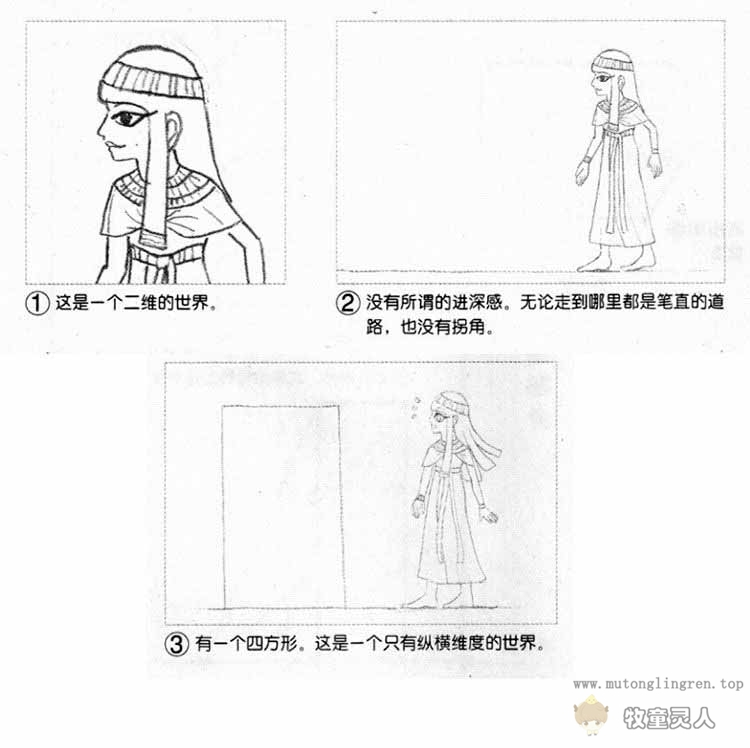 ① 这是一个二维的世界。
② 没有所谓的进深感。无论走到哪里都是笔直的道
路，也没有拐角。
③ 有一个四方形。这是一个只有纵横维度的世界。
www.mutonglingren.top
牧童灵人